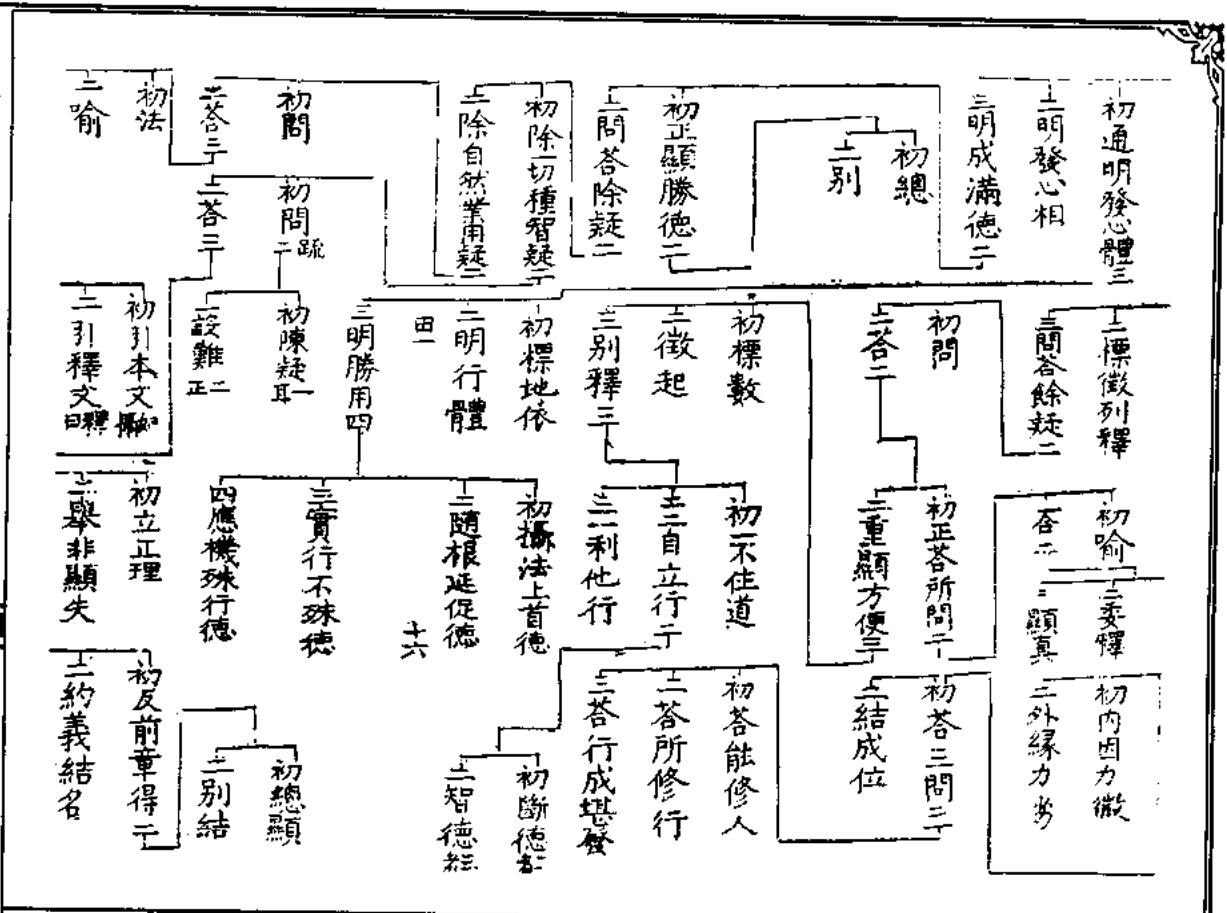 初通明發心體三
二明發心相
三明成滿德二
初總
二別
初正顯勝德二
二問答除疑二
初除一切種智疑二
二除自然業用疑二
初問
二答三
初法
二喻
初問二
疏
二答三
二標徵列釋
三問答餘疑二
初問
二答二
初標數
二徵起
三別釋三
初標地依
二明行體
三明勝用四
初陳疑一
二設難二
初引本文
二引釋文
初喻
二委釋
二顯真
初正答所問二
二重顯方便三
初不住道
二自立行二
三利他行
初攝法上首德
二隨根延促德
三實行不殊德
四應機殊行德
十六
初立正理
二舉非顯失
初內因力微
二外緣力劣
初答三問二
二結成位
初答能修人
二答所修行
三答行成堪發
初斷德
二智德
初總顯
二別結
初反前章得二
二約義結名